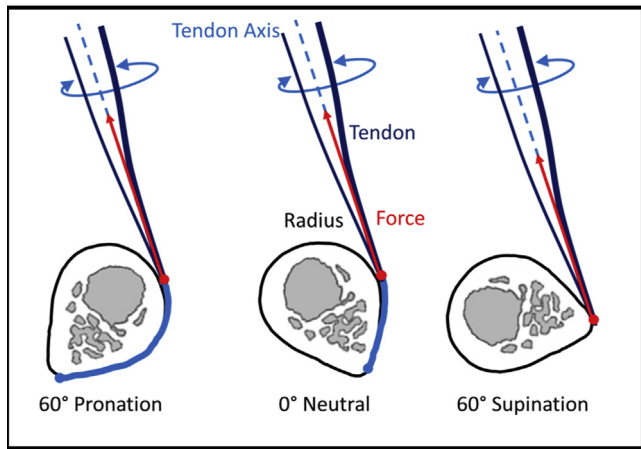 Tendon Axis
Tendon
Radius
Force
60° Pronation
0° Neutral
60° Supination